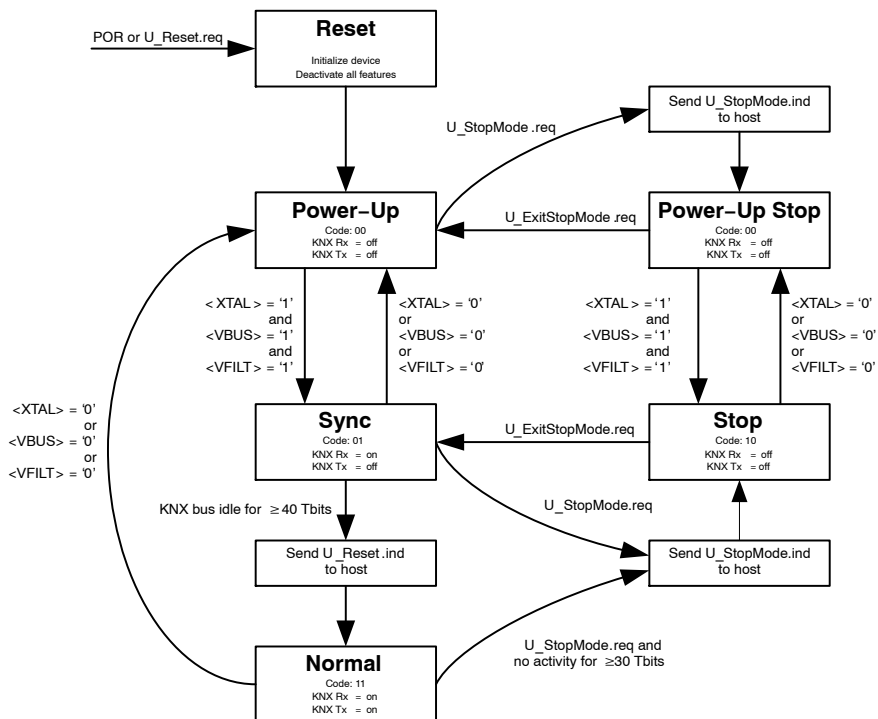 Reset
Initialize device
Deactivate all features
POR or U_Reset.req
U_StopMode .req
Send U_StopMode.ind
to host
Power–Up
Code: 00
KNX Rx = off
KNX Tx = off
U_ExitStopMode .req
Power–Up Stop
Code: 00
KNX Rx = off
KNX Tx = off
<XTAL> = ‘1’
and
<VBUS> = ‘1’
and
<VFILT> = ‘1’
<XTAL> = ‘0’
or
<VBUS> = ‘0’
or
<VFILT> = ‘0’
<XTAL> = ‘1’
and
<VBUS> = ‘1’
and
<VFILT> = ‘1’
<XTAL> = ‘0’
or
<VBUS> = ‘0’
or
<VFILT> = ‘0’
<XTAL> = ‘0’
or
<VBUS> = ‘0’
or
<VFILT> = ‘0’
Sync
Code: 01
KNX Rx = on
KNX Tx = off
U_ExitStopMode.req
Stop
Code: 10
KNX Rx = off
KNX Tx = off
U_StopMode.req
KNX bus idle for ≥40 Tbits
Send U_Reset.ind
to host
Send U_StopMode.ind
to host
Normal
Code: 11
KNX Rx = on
KNX Tx = on
U_StopMode.req and
no activity for ≥30 Tbits